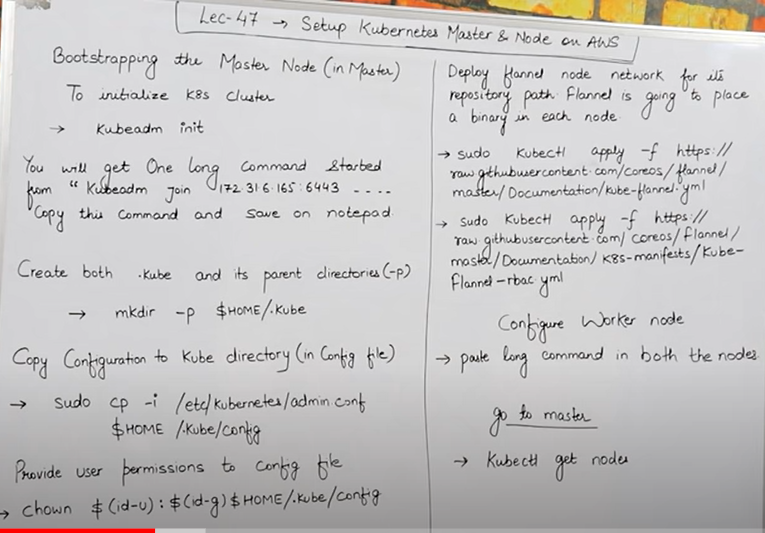 Lec-47 → Setup Kubernetes Master & Node on AWS
Bootstrapping the Master Node (in Master)
To initialize K8s cluster
→ Kubeadm init
You will get One long command started
from "Kubeadm join 172.31.6.165:6443 ----
"Copy this command and save on notepad.
Create both .kube and its parent directories (-p)
→ mkdir -p $HOME/.kube
Copy Configuration to kube directory (in Config file)
→ sudo cp -i /etc/kubernetes/admin.conf
$HOME /.kube/config
Provide user permissions to config file
→ chown $(id-u) : $(id-g) $HOME/.kube/config
Deploy flannel node network for its
repository path. Flannel is going to place
a binary in each node.
→ sudo Kubectl apply -f https://
raw.githubusercontent.com/coreos/flannel/
master/Documentation/kube-flannel.yml
→ sudo Kubectl apply -f https://
raw.githubusercontent.com/coreos/flannel/
master/Documentation/k8s-manifests/kube-
Flannel-rbac.yml
Configure Worker node
→ paste long command in both the nodes.
go to master
→ Kubectl get nodes